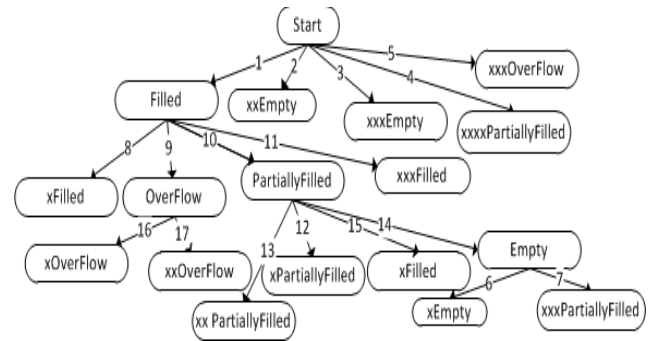 Start
1
2
3
4
5
Filled
xxEmpty
xxxEmpty
xxxxPartiallyFilled
xxxOverFlow
8
9
10
11
xFilled
OverFlow
PartiallyFilled
xxxFilled
16
17
13
12
15
14
xOverFlow
xxOverFlow
xx PartiallyFilled
xPartiallyFilled
xFilled
Empty
6
7
xEmpty
xxxPartiallyFilled